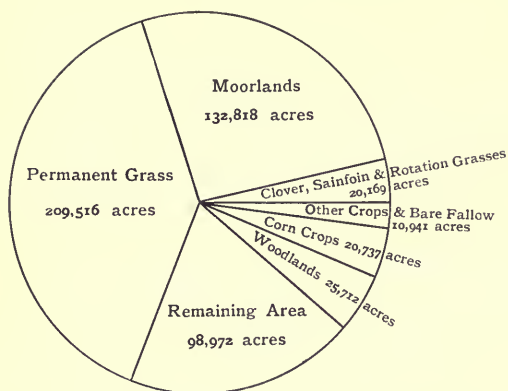 Moorlands
132,818 acres
Permanent Grass
209,516 acres
Clover, Sainfoin & Rotation Grasses
20,169 acres
Other Crops & Bare Fallow
10,941 acres
Corn Crops 20,737 acres
Woodlands 25,712 acres
Remaining Area
98,972 acres